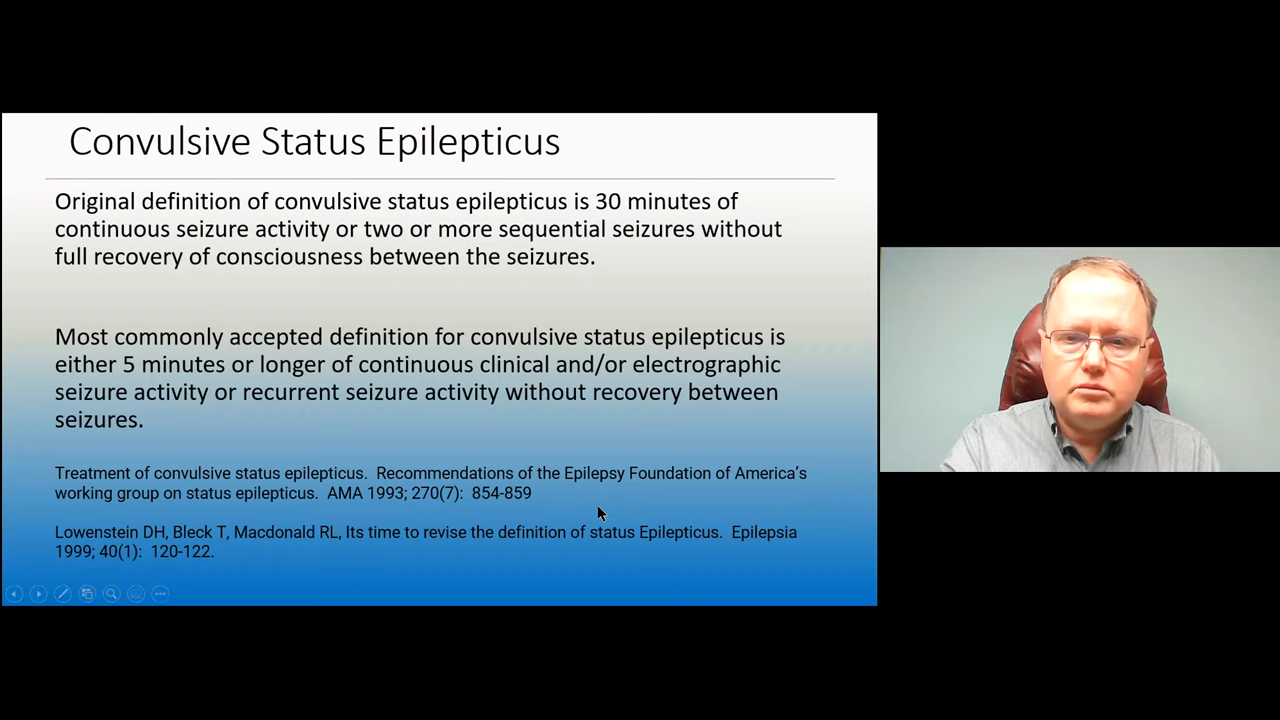 Convulsive Status Epilepticus
Original definition of convulsive status epilepticus is 30 minutes of
continuous seizure activity or two or more sequential seizures without
full recovery of consciousness between the seizures.
Most commonly accepted definition for convulsive status epilepticus is
either 5 minutes or longer of continuous clinical and/or electrographic
seizure activity or recurrent seizure activity without recovery between
seizures.
Treatment of convulsive status epilepticus.  Recommendations of the Epilepsy Foundation of America’s
working group on status epilepticus.  AMA 1993; 270(7):  854-859
Lowenstein DH, Bleck T, Macdonald RL, Its time to revise the definition of status Epilepticus.  Epilepsia
1999; 40(1):  120-122.